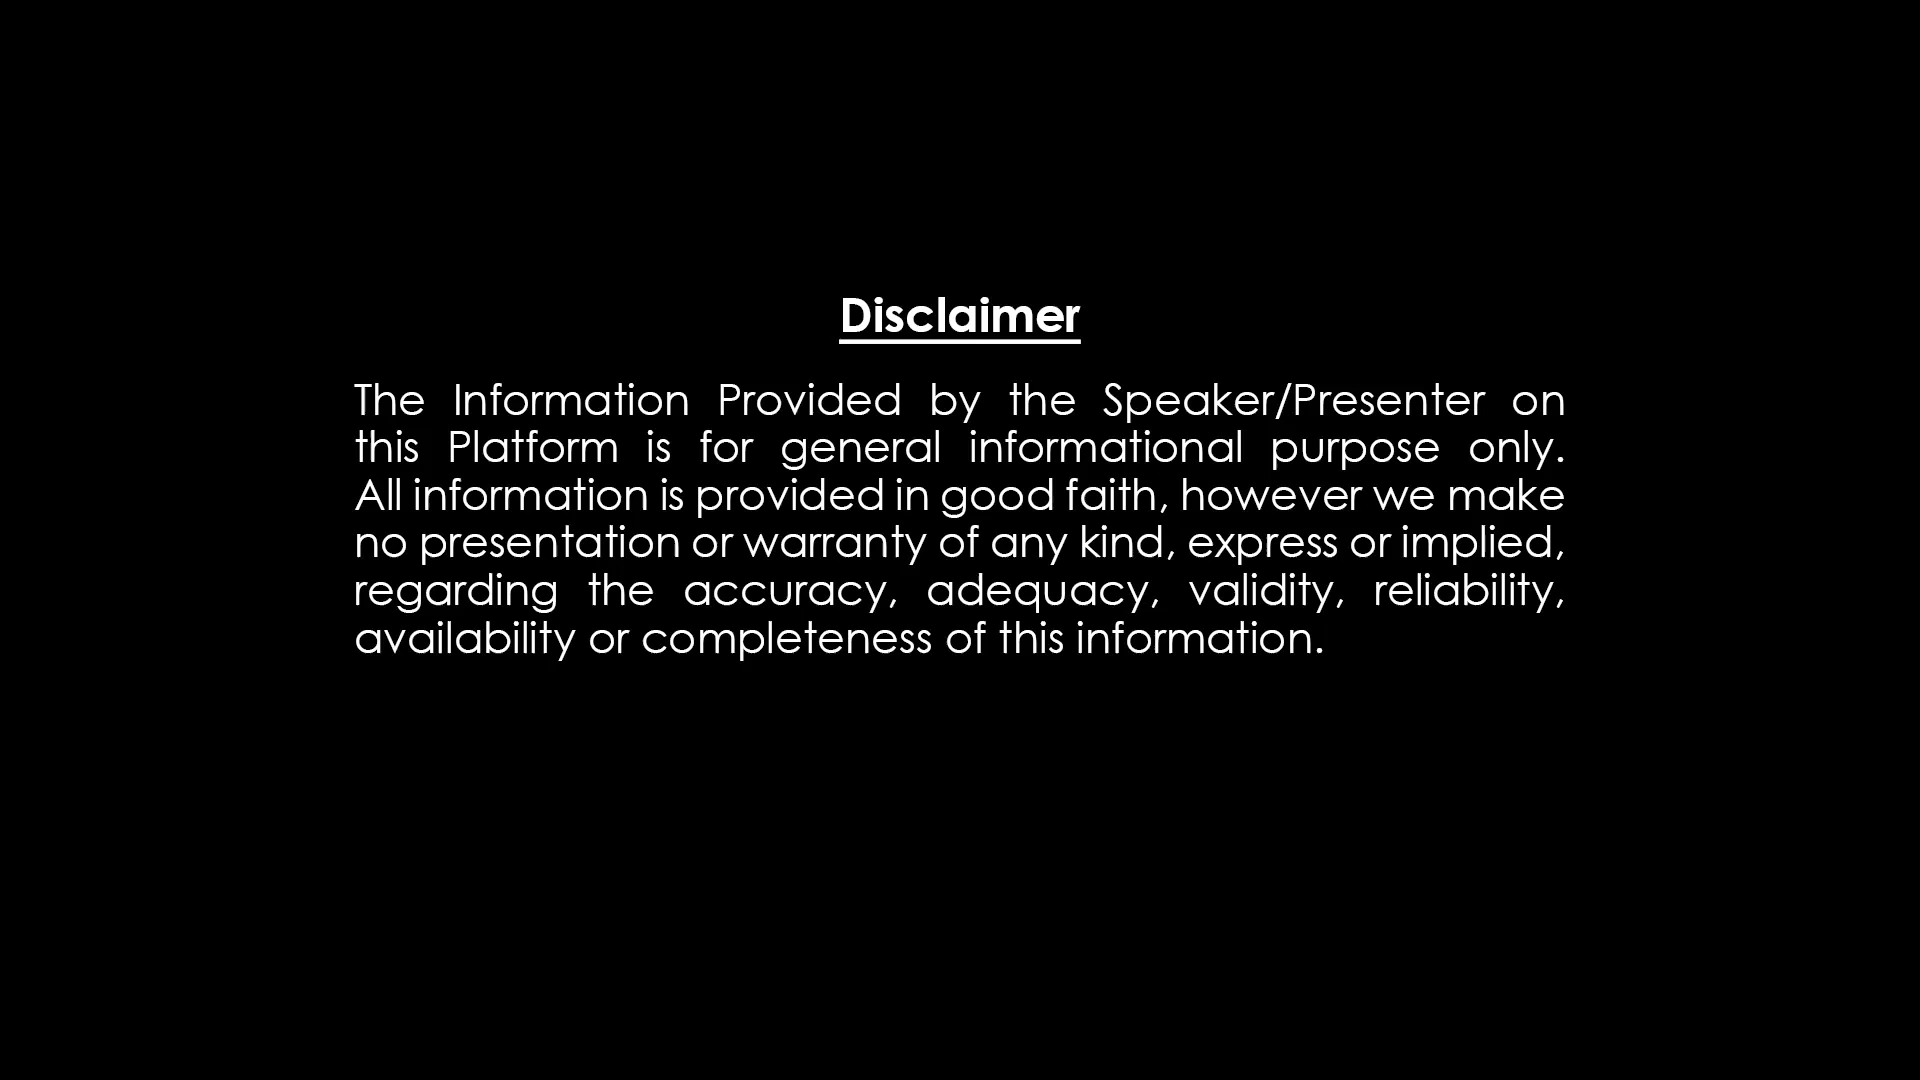 Disclaimer
The Information Provided by the Speaker/Presenter on
this Platform is for general informational purpose only.
All information is provided in good faith, however we make
no presentation or warranty of any kind, express or implied,
regarding the accuracy, adequacy, validity, reliability,
availability or completeness of this information.